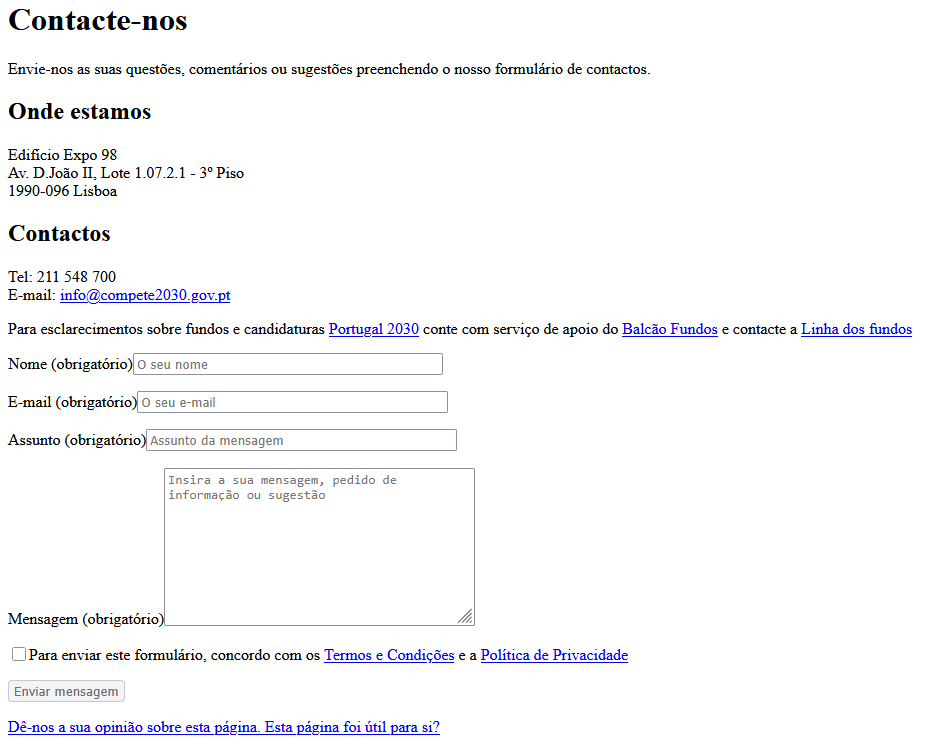 Contacte-nos
Envie-nos as suas questões, comentários ou sugestões preenchendo o nosso formulário de contactos.
Onde estamos
Edifício Expo 98
Av. D.João II, Lote 1.07.2.1 - 3º Piso
1990-096 Lisboa
Contactos
Tel: 211 548 700
E-mail: info@compete2030.gov.pt
Para esclarecimentos sobre fundos e candidaturas Portugal 2030 conte com serviço de apoio do Balcão Fundos e contacte a Linha dos fundos
Nome (obrigatório) O seu nome
E-mail (obrigatório) O seu e-mail
Assunto (obrigatório) Assunto da mensagem
Insira a sua mensagem, pedido de
informação ou sugestão
Mensagem (obrigatório)
Para enviar este formulário, concordo com os Termos e Condições e a Política de Privacidade
Enviar mensagem
Dê-nos a sua opinião sobre esta página. Esta página foi útil para si?